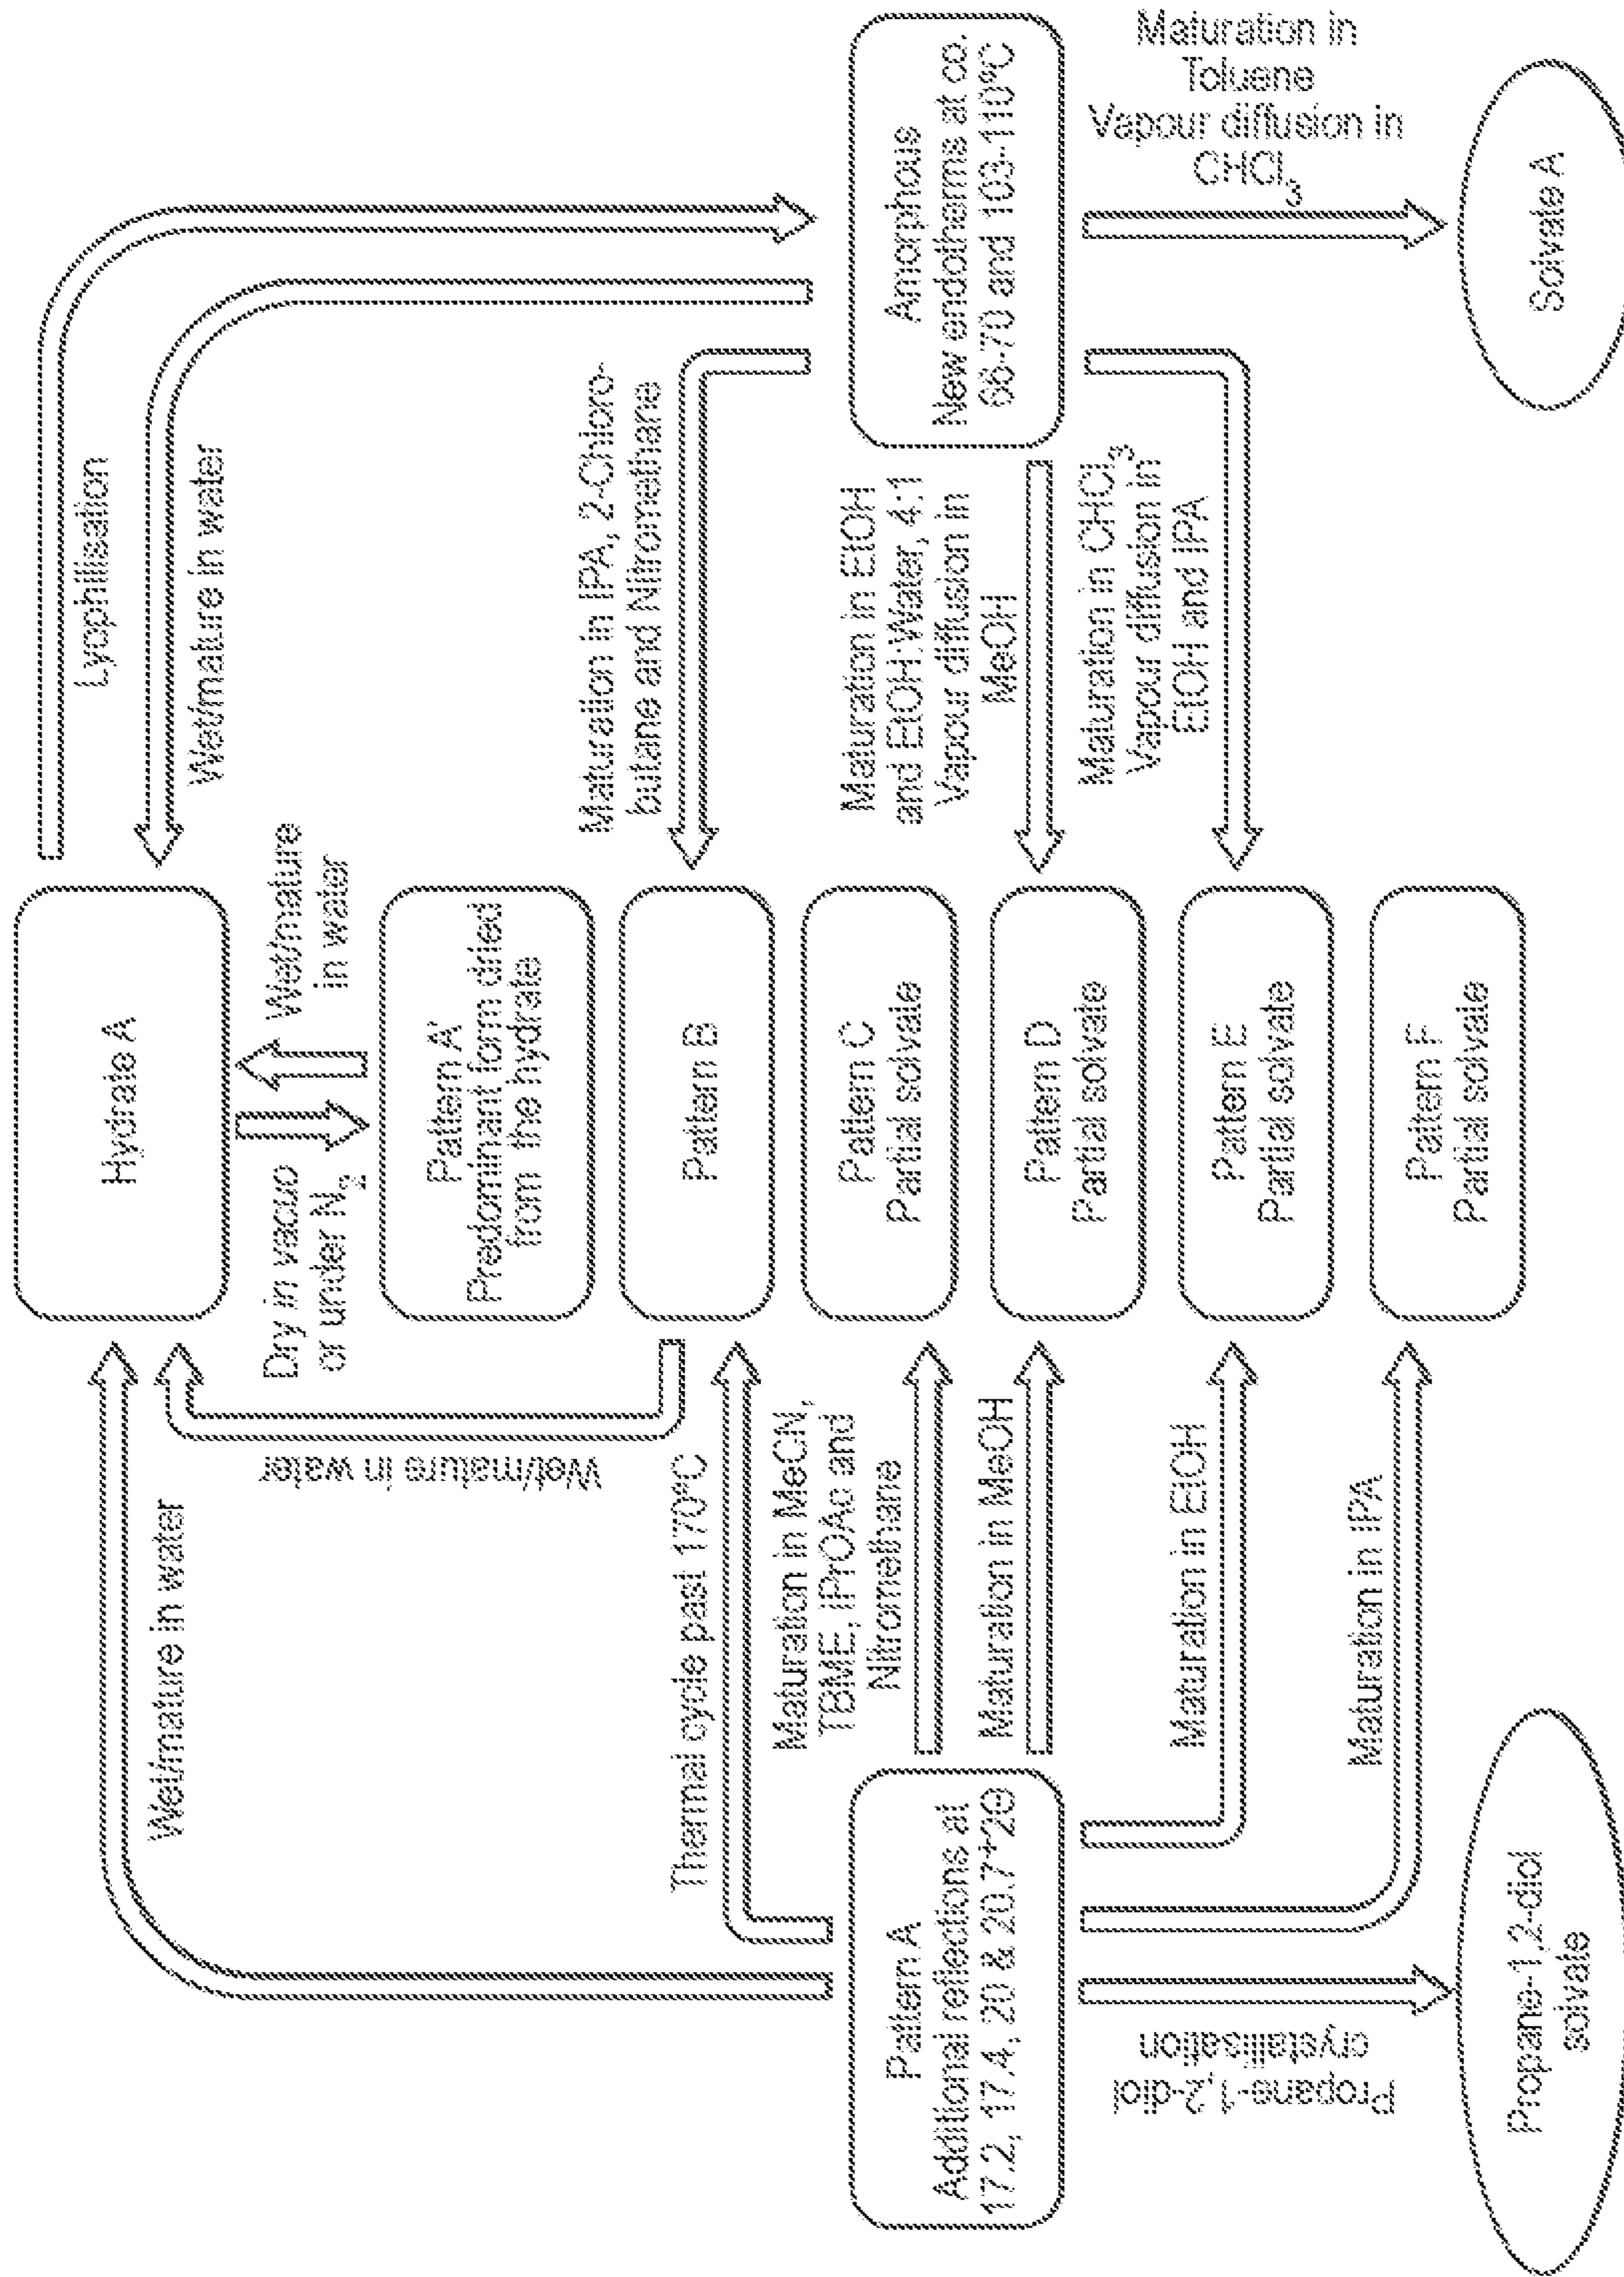 Hydrate A
Lyophilisation
Wet/mature in water
Wet/mature in water
Wet/mature in water
Dry in vacuo
or under N2
Wet/mature
in water
Pattern A'
Predominant form dried
from the hydrate
Thermal cycle past 170°C
Pattern B
Maturation in IPA, 2-Chloro-
butane and Nitromethane
Maturation in MeCN,
TBME, iPrOAc and
Nitromethane
Pattern C
Partial solvate
Pattern A
Additional reflections at
17.2, 17.4, 20 & 20.7°2Θ
Maturation in MeOH
Pattern D
Partial solvate
Maturation in EtOH
and EtOH:Water, 4:1
Vapour diffusion in
MeOH
Amorphous
New endotherms at co.
66-70 and 103-110°C
Maturation in EtOH
Pattern E
Partial solvate
Maturation in CHCl3
Vapour diffusion in
EtOH and IPA
Maturation in IPA
Pattern F
Partial solvate
Propane-1,2-diol
crystallisation
Maturation in
Toluene
Vapour diffusion in
CHCl3
Propane-1,2-diol
solvate
Solvate A